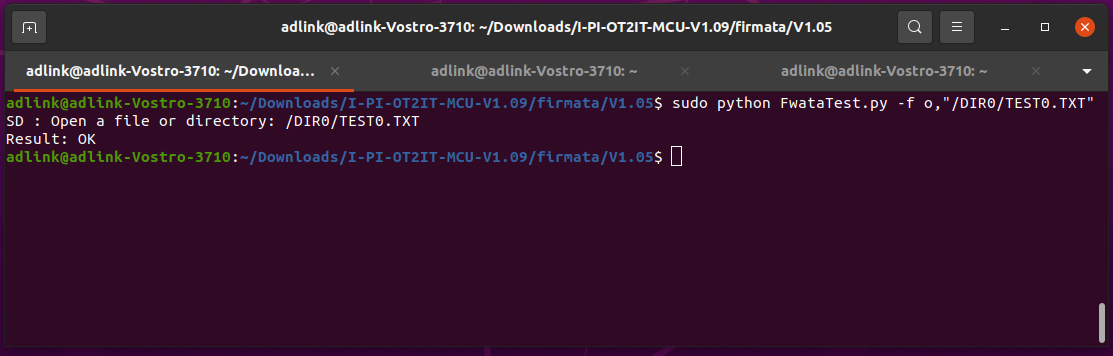 adlink@adlink-Vostro-3710: ~/Downloads/I-PI-OT2IT-MCU-V1.09/firmata/V1.05
adlink@adlink-Vostro-3710: ~/Downloa... × adlink@adlink-Vostro-3710: ~ × adlink@adlink-Vostro-3710: ~ ×
adlink@adlink-Vostro-3710:~/Downloads/I-PI-OT2IT-MCU-V1.09/firmata/V1.05$ sudo python FwataTest.py -f o,"/DIR0/TEST0.TXT"
SD : Open a file or directory: /DIR0/TEST0.TXT
Result: OK
adlink@adlink-Vostro-3710:~/Downloads/I-PI-OT2IT-MCU-V1.09/firmata/V1.05$